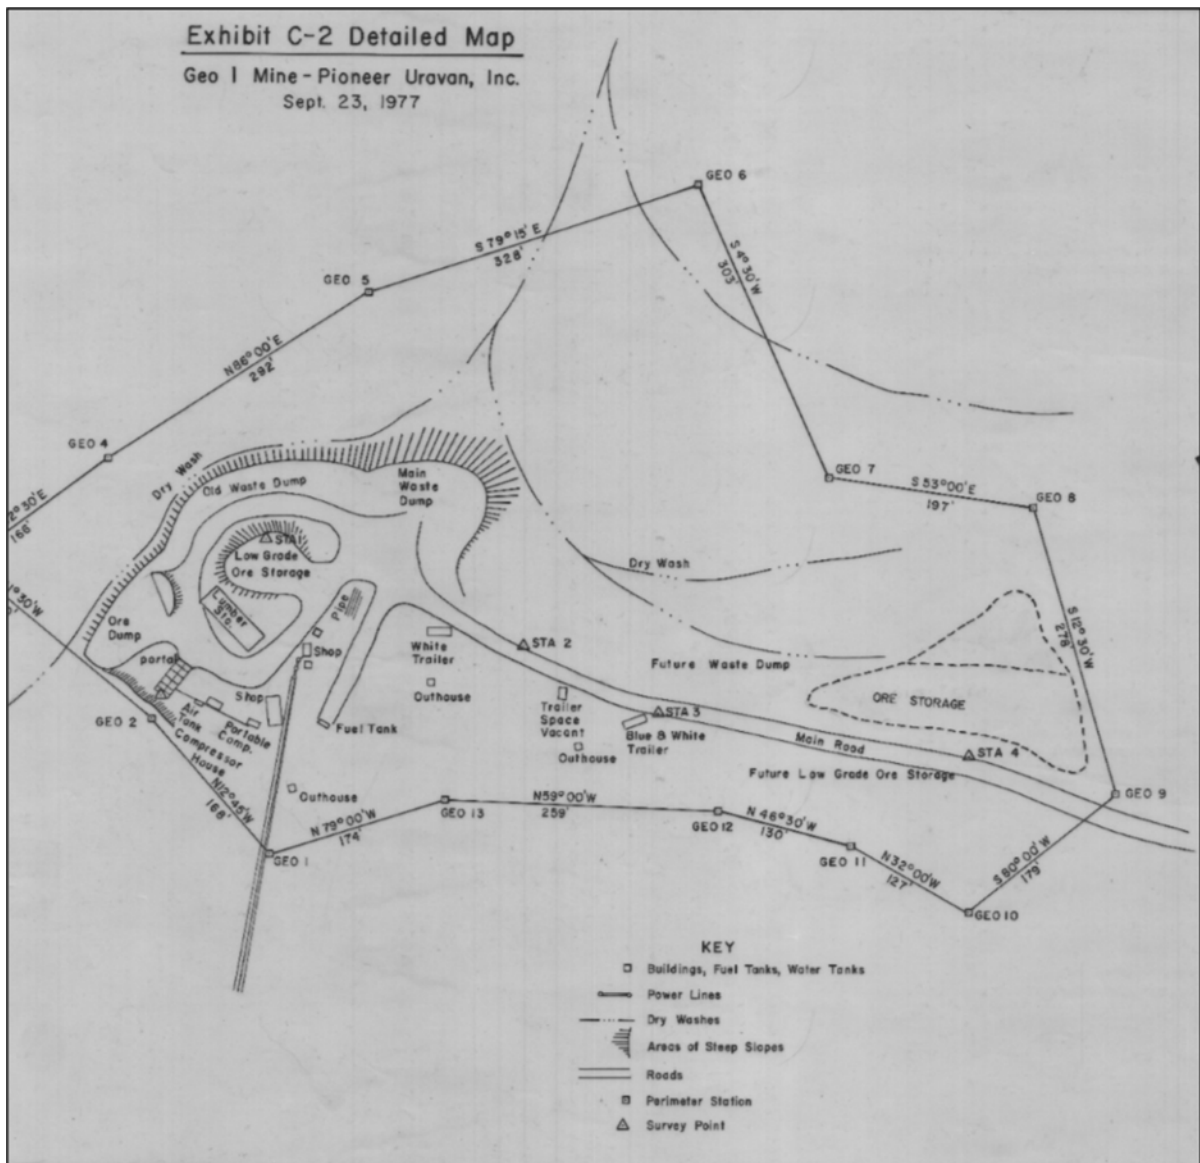 Exhibit C-2 Detailed Map
Geo 1 Mine - Pioneer Uravan, Inc.
Sept. 23, 1977
GEO 6
S 79° 15' E
328'
S 4° 30' W
303'
GEO 5
N 86° 00' E
292'
GEO 4
2° 30' E
166'
Dry Wash
Old Waste Dump
Main
Waste
Dump
GEO 7
S 53° 00' E
197'
GEO 8
STA
Low Grade
Ore Storage
Dry Wash
1° 30' W
Lumber
Sto.
Pipe
Ore
Dump
Shop
White
Trailer
STA 2
Future Waste Dump
S 12° 30' W
278'
portal
Outhouse
ORE STORAGE
Shop
Trailer
Space
Vacant
STA 3
GEO 2
Air
Tank
Portable
Comp.
Compressor
House
Fuel Tank
Blue & White
Trailer
Outhouse
Main Road
STA 4
Future Low Grade Ore Storage
Outhouse
N 12° 45' W
168'
N 79° 00' W
174'
GEO 13
N 59° 00' W
259'
GEO 12
N 46° 30' W
130'
GEO 9
GEO 1
GEO 11
N 32° 00' W
127'
S 80° 00' W
179'
GEO 10
KEY
Buildings, Fuel Tanks, Water Tanks
Power Lines
Dry Washes
Areas of Steep Slopes
Roads
Perimeter Station
Survey Point